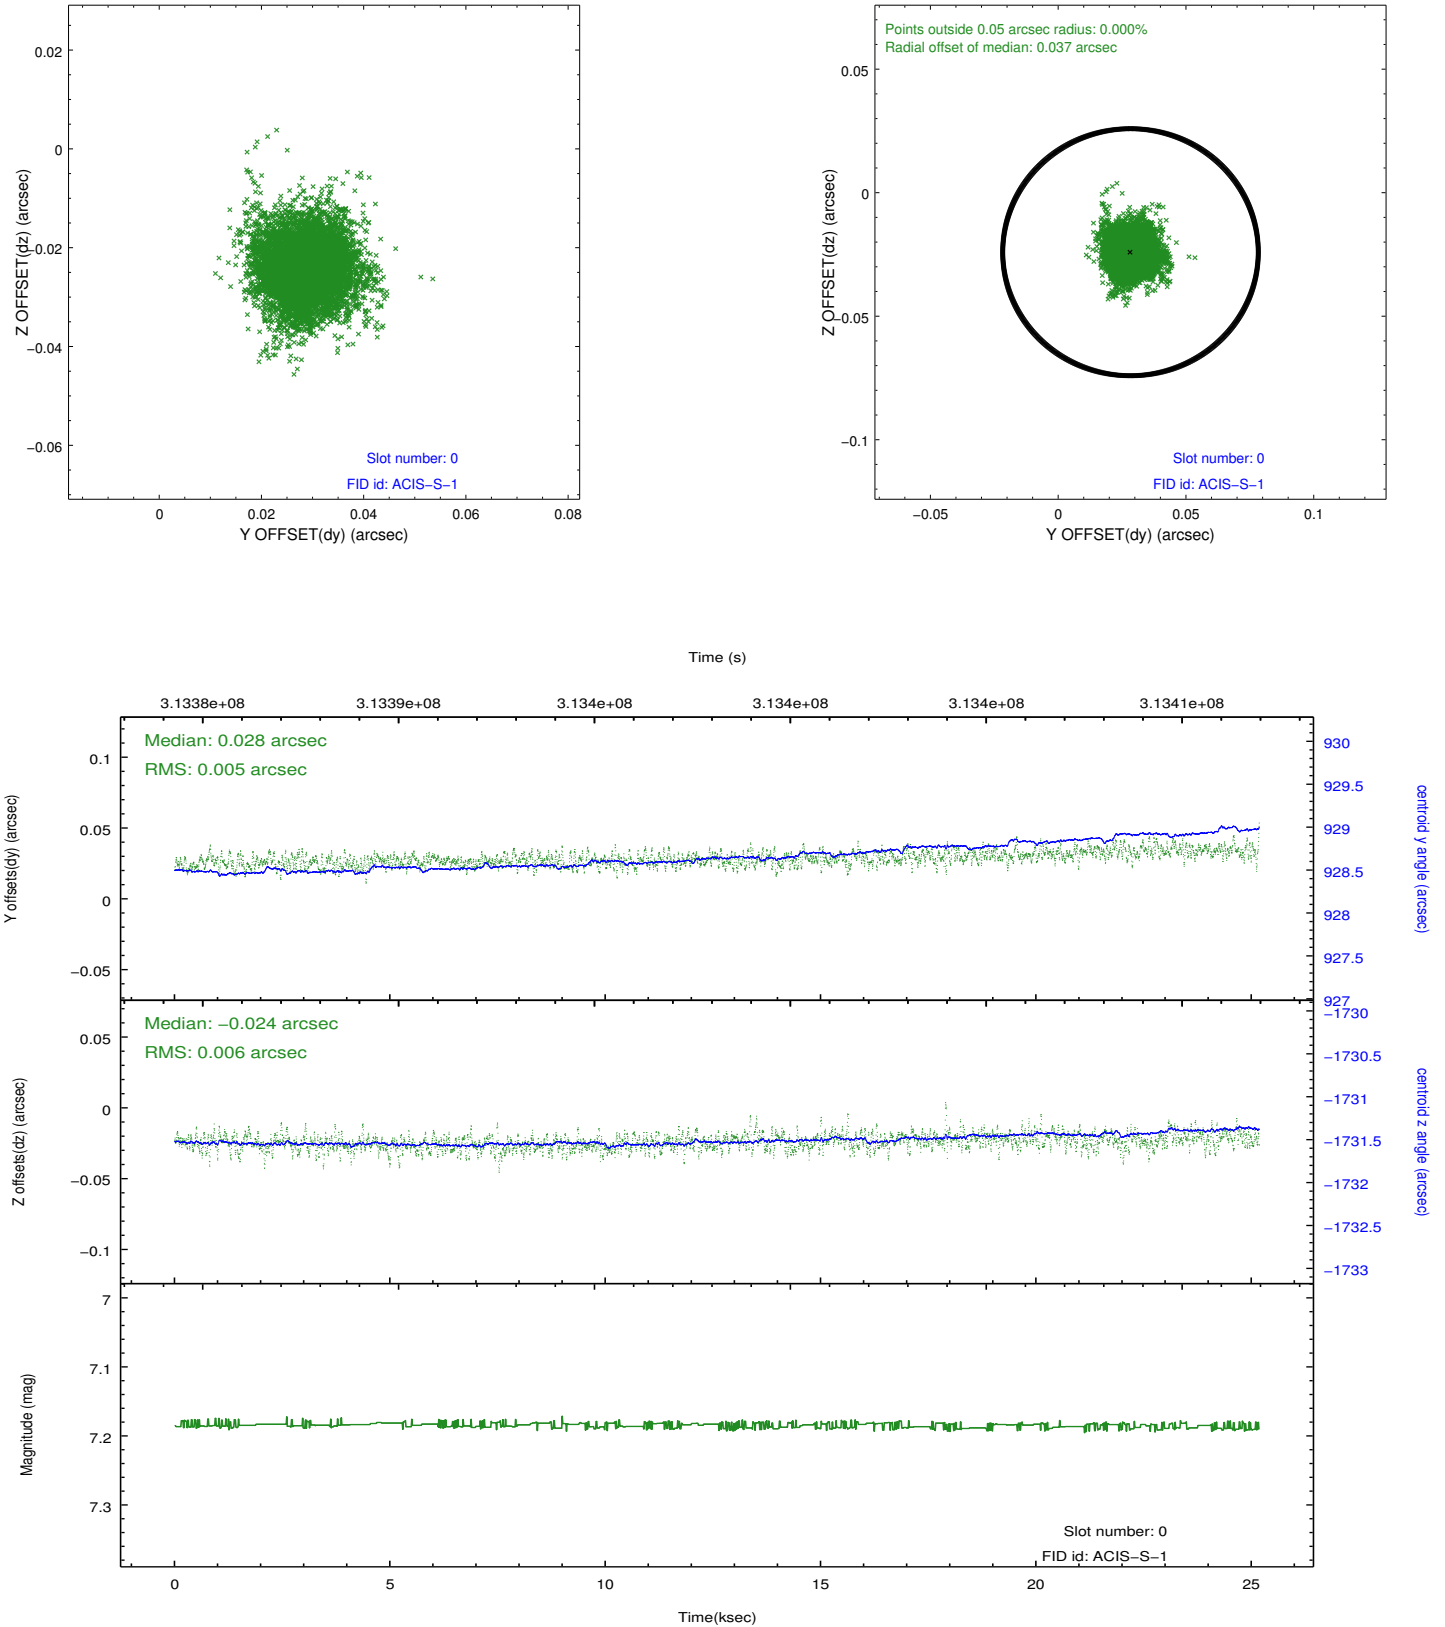 0.02
0
−0.02
−0.04
−0.06
Z OFFSET(dz) (arcsec)
Slot number: 0
FID id: ACIS−S−1
0
0.02
0.04
0.06
0.08
Y OFFSET(dy) (arcsec)
Points outside 0.05 arcsec radius: 0.000%
Radial offset of median: 0.037 arcsec
0.05
0
−0.05
−0.1
Z OFFSET(dz) (arcsec)
Slot number: 0
FID id: ACIS−S−1
−0.05
0
0.05
0.1
Y OFFSET(dy) (arcsec)
Time (s)
3.1338e+08
3.1339e+08
3.134e+08
3.134e+08
3.134e+08
3.1341e+08
Median: 0.028 arcsec
RMS: 0.005 arcsec
0.1
0.05
0
−0.05
Y offsets(dy) (arcsec)
930
929.5
929
928.5
928
927.5
927
centroid y angle (arcsec)
Median: −0.024 arcsec
RMS: 0.006 arcsec
0.05
0
−0.05
−0.1
Z offsets(dz) (arcsec)
−1730
−1730.5
−1731
−1731.5
−1732
−1732.5
−1733
centroid z angle (arcsec)
7
7.1
7.2
7.3
Magnitude (mag)
Slot number: 0
FID id: ACIS−S−1
0
5
10
15
20
25
Time(ksec)